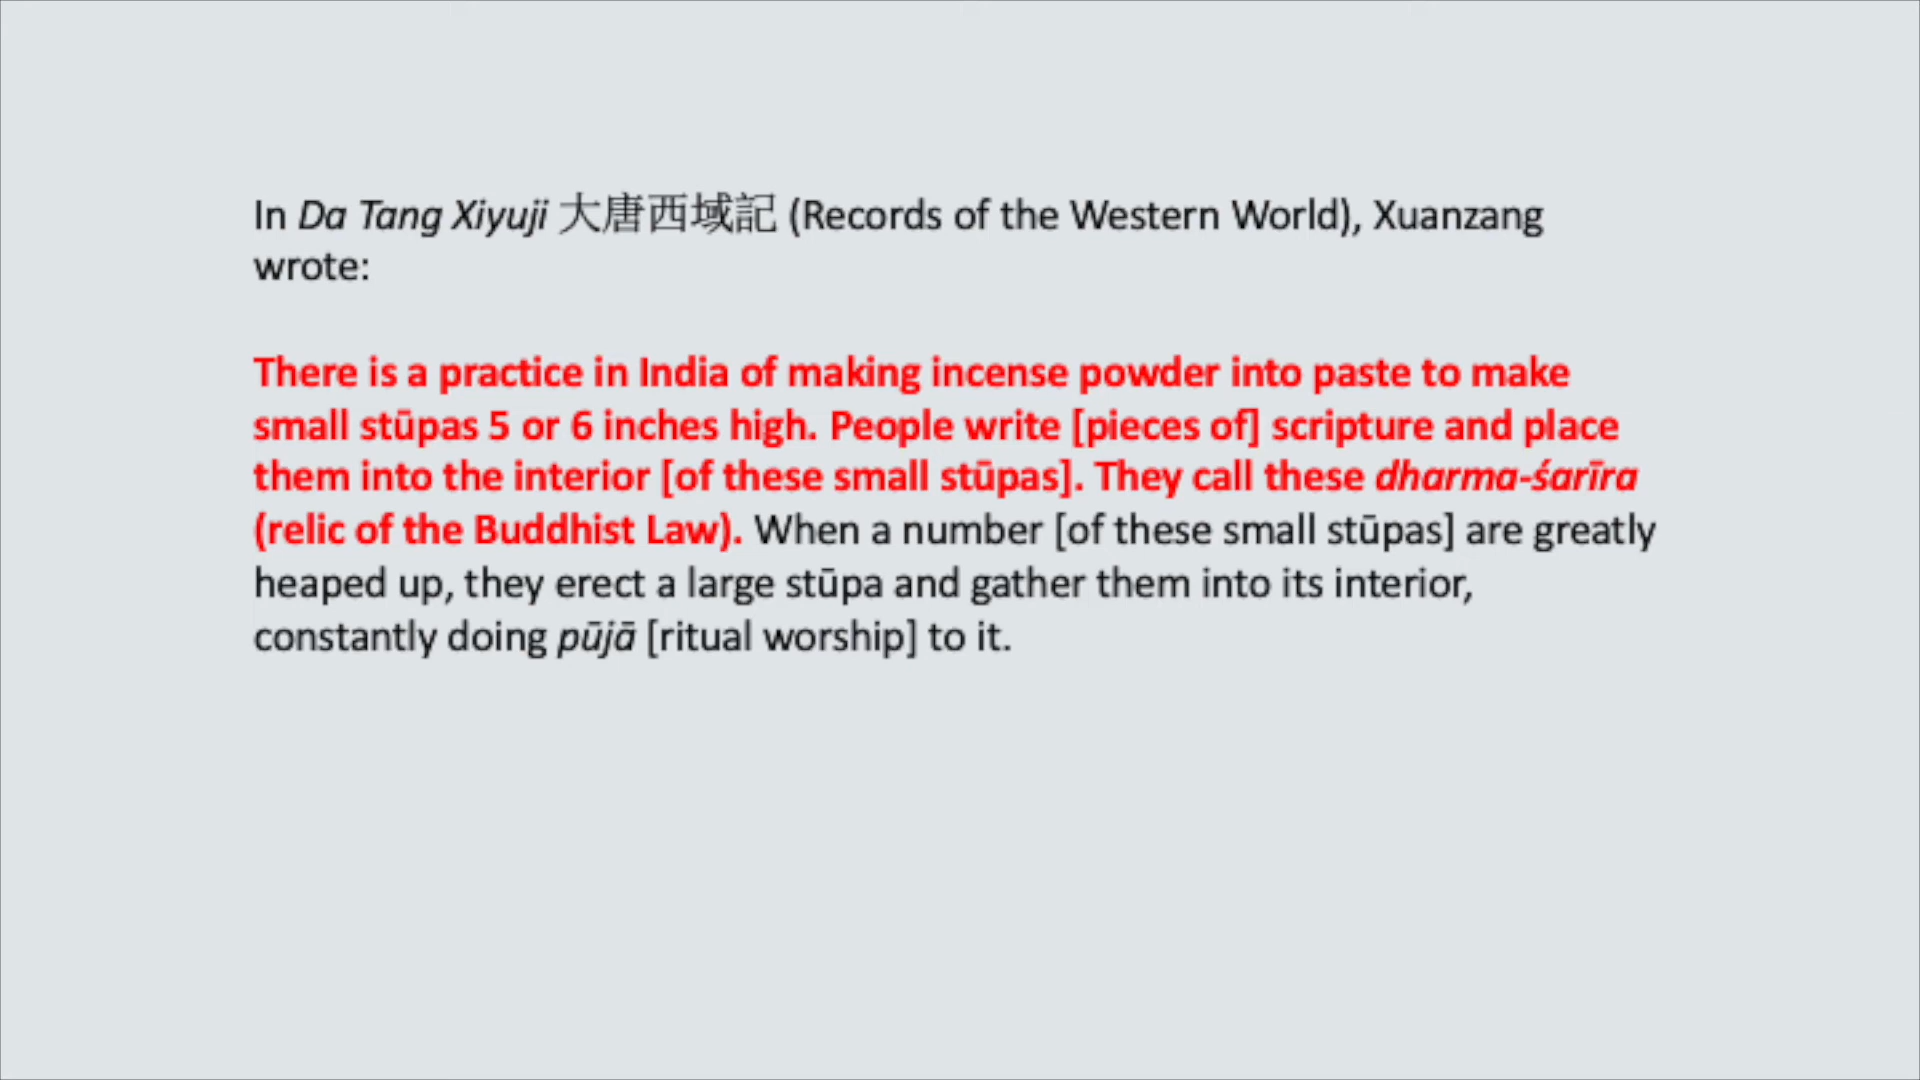 In Da Tang Xiyuji 大唐西域記 (Records of the Western World), Xuanzang
wrote:
There is a practice in India of making incense powder into paste to make
small stūpas 5 or 6 inches high. People write [pieces of] scripture and place
them into the interior [of these small stūpas]. They call these dharma-śarīra
(relic of the Buddhist Law). When a number [of these small stūpas] are greatly
heaped up, they erect a large stūpa and gather them into its interior,
constantly doing pūjā [ritual worship] to it.